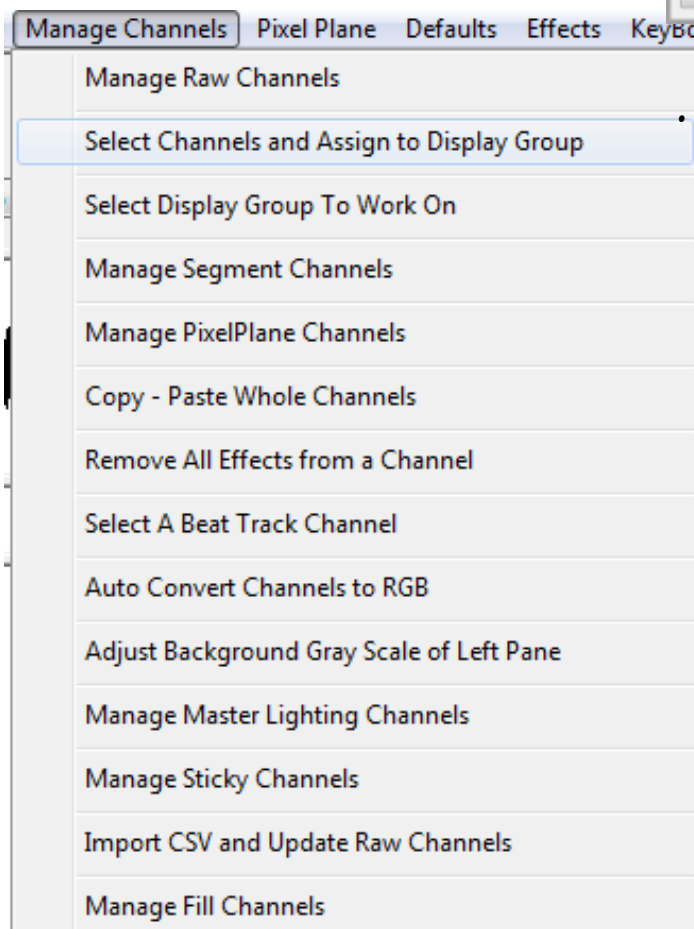 Manage Channels Pixel Plane Defaults Effects
Manage Raw Channels
Select Channels and Assign to Display Group
Select Display Group To Work On
Manage Segment Channels
Manage PixelPlane Channels
Copy - Paste Whole Channels
Remove All Effects from a Channel
Select A Beat Track Channel
Auto Convert Channels to RGB
Adjust Background Gray Scale of Left Pane
Manage Master Lighting Channels
Manage Sticky Channels
Import CSV and Update Raw Channels
Manage Fill Channels